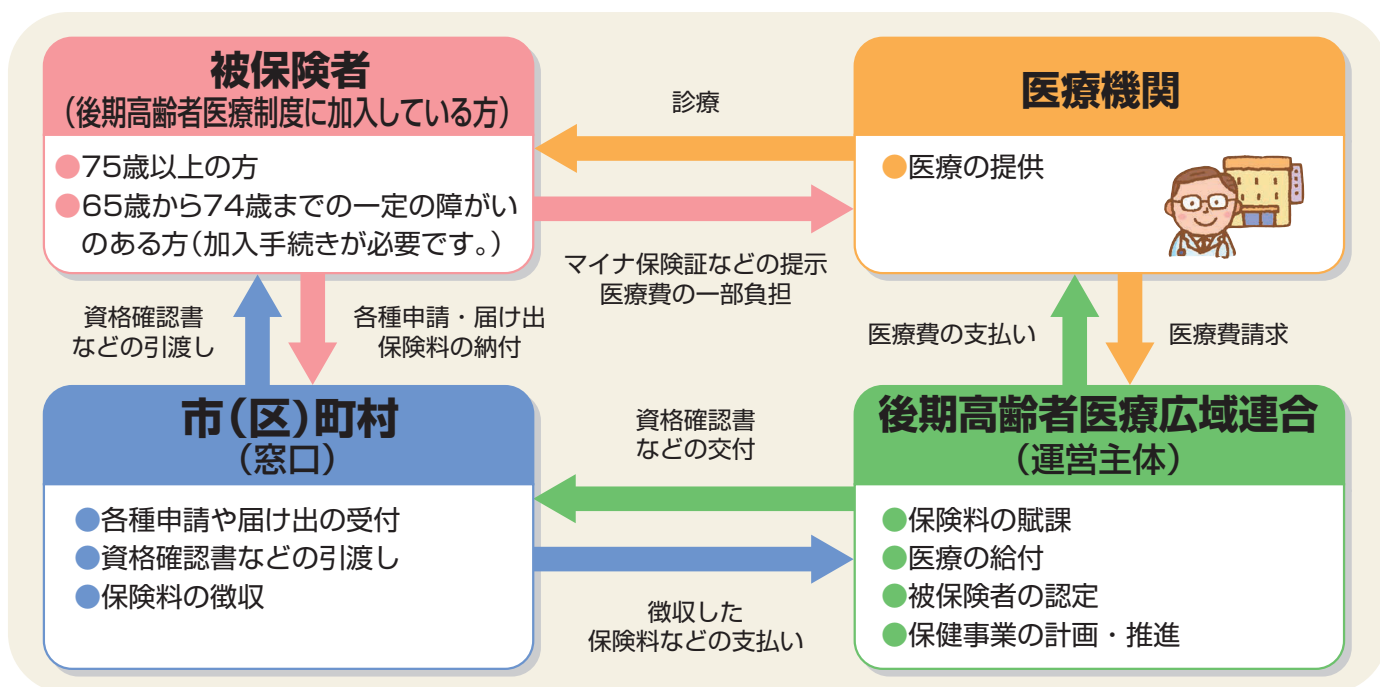 被保険者
（後期高齢者医療制度に加入している方）
●75歳以上の方
●65歳から74歳までの一定の障がい
のある方（加入手続きが必要です。）
診療
マイナ保険証などの提示
医療費の一部負担
医療機関
●医療の提供
資格確認書
などの引渡し
各種申請・届け出
保険料の納付
医療費の支払い
医療費請求
市（区）町村
（窓口）
●各種申請や届け出の受付
●資格確認書などの引渡し
●保険料の徴収
資格確認書
などの交付
徴収した
保険料などの支払い
後期高齢者医療広域連合
（運営主体）
●保険料の賦課
●医療の給付
●被保険者の認定
●保健事業の計画・推進